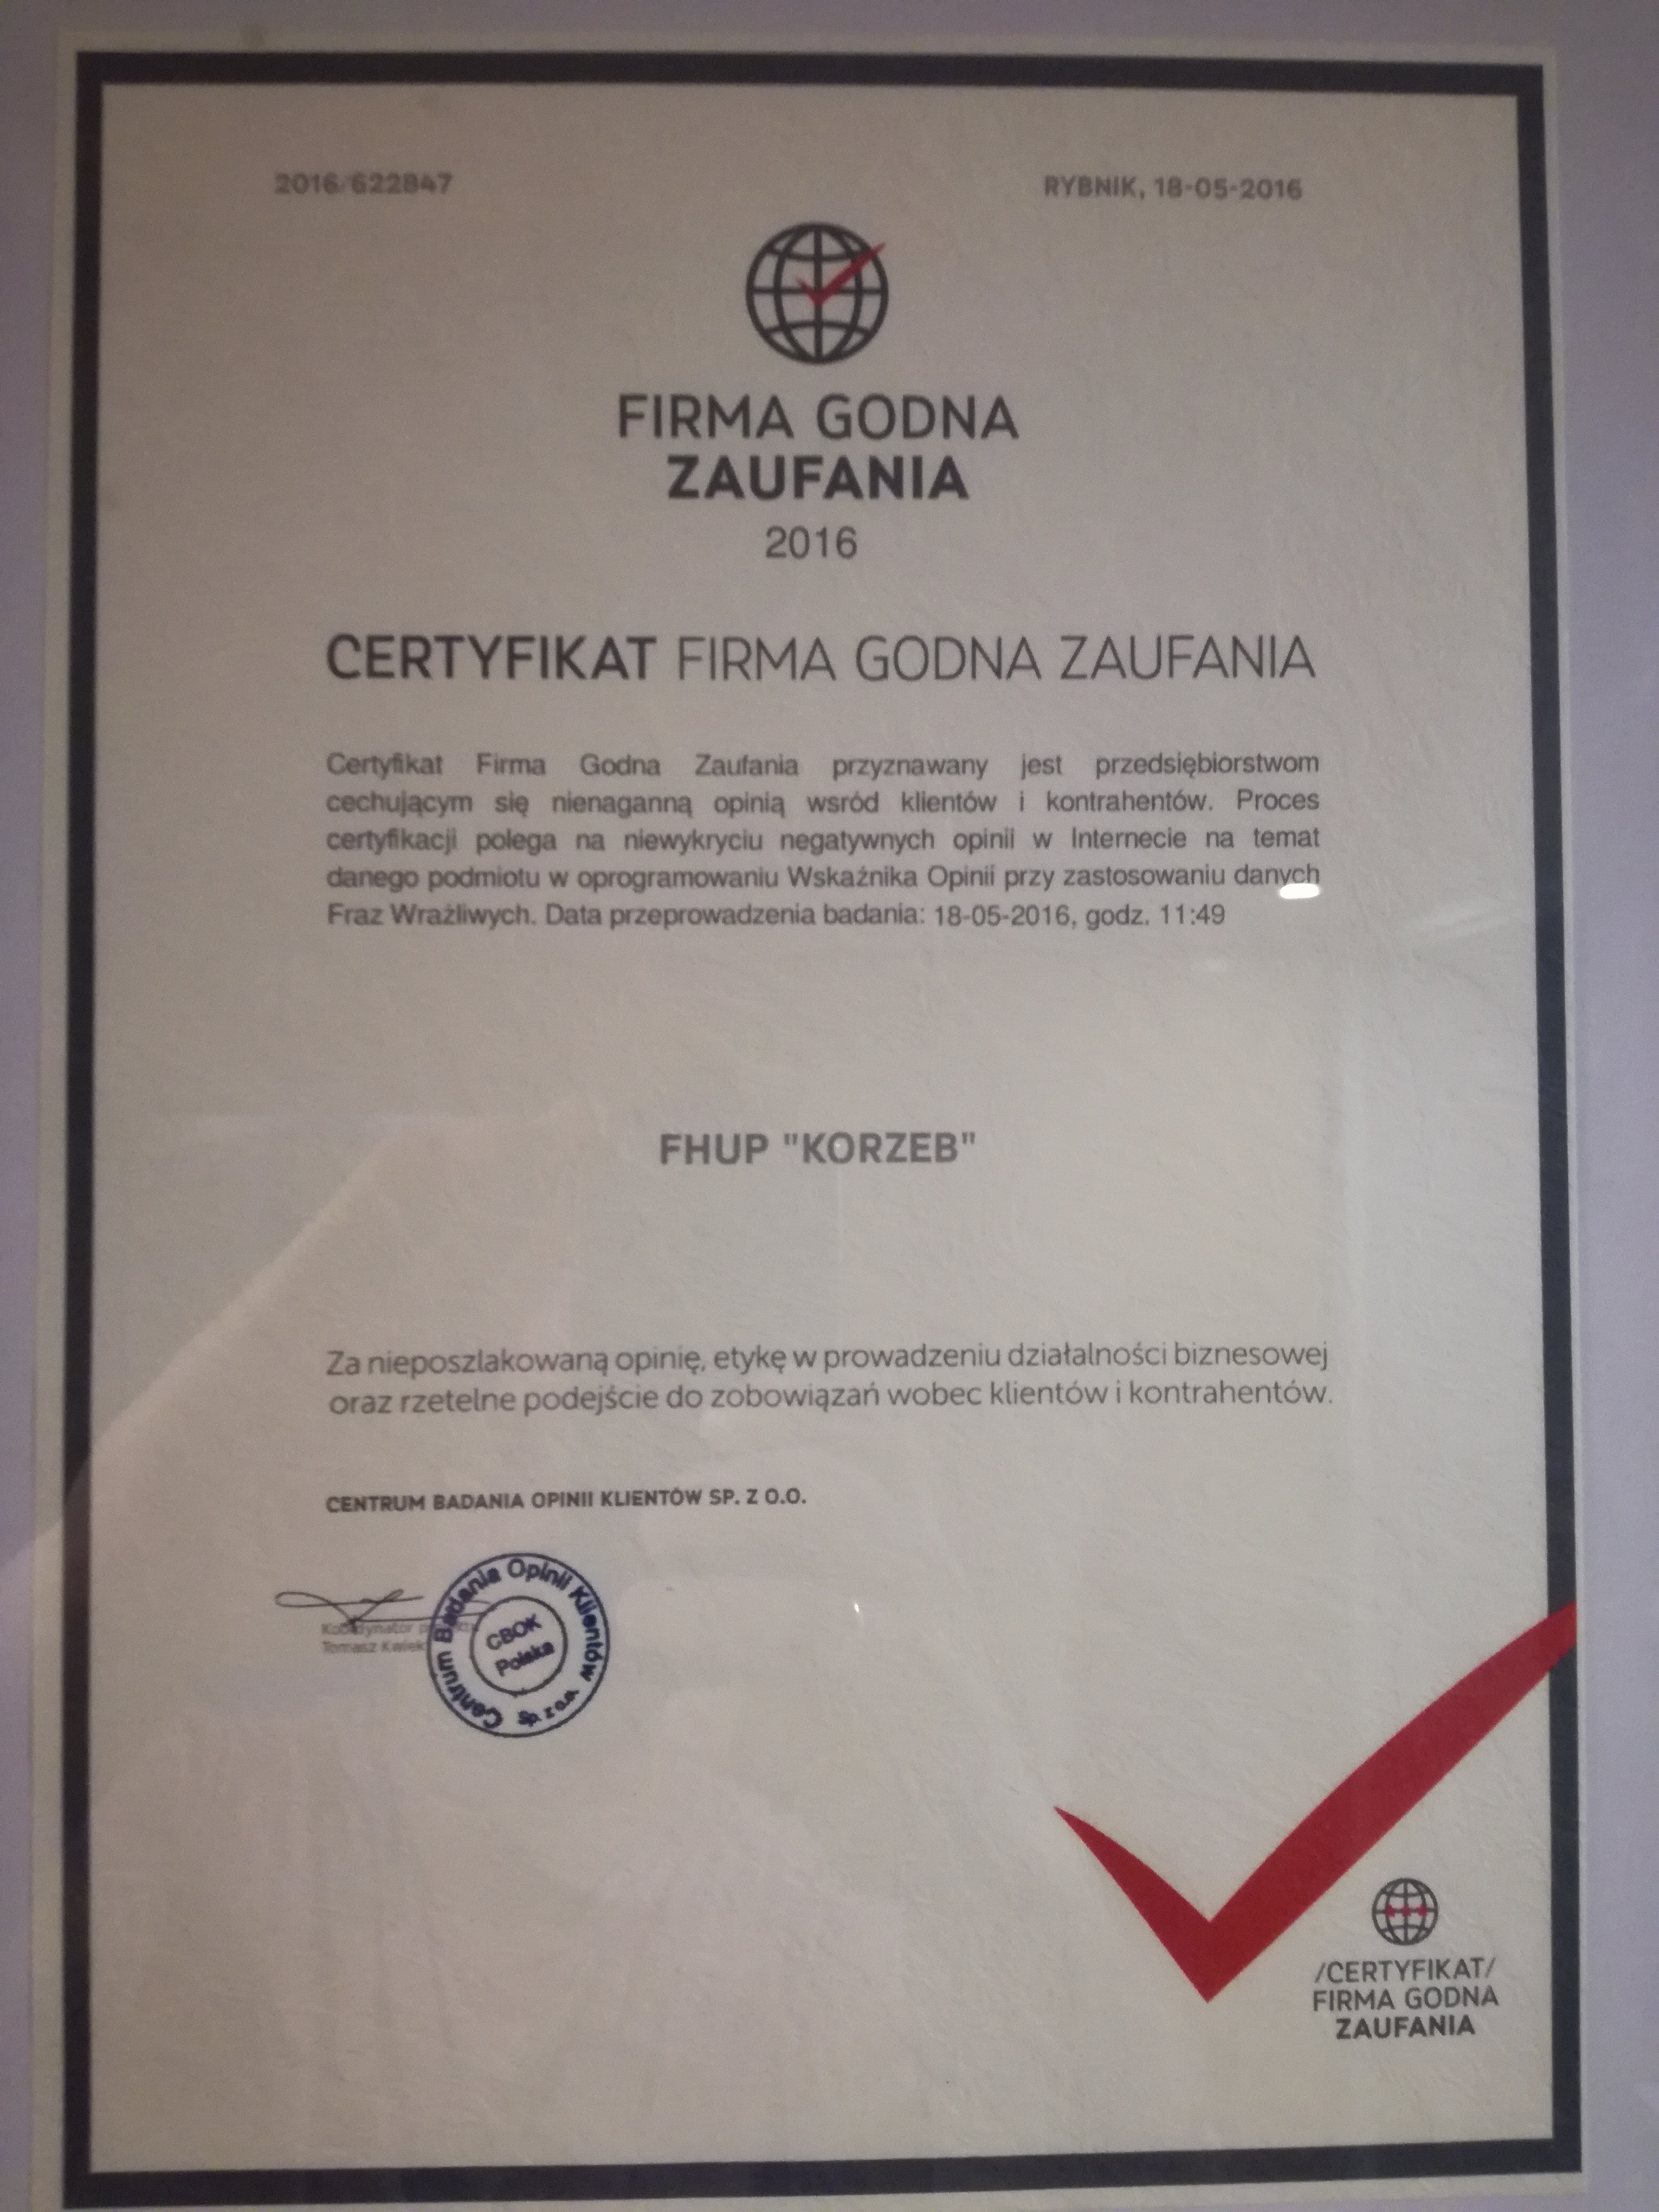 2016/622847
RYBNIK, 18-05-2016
FIRMA GODNA
ZAUFANIA
2016
CERTYFIKAT FIRMA GODNA ZAUFANIA
Certyfikat Firma Godna Zaufania przyznawany jest przedsiębiorstwom
cechującym się nienaganną opinią wsród klientów i kontrahentów. Proces
certyfikacji polega na niewykryciu negatywnych opinii w Internecie na temat
danego podmiotu w oprogramowaniu Wskaźnika Opinii przy zastosowaniu danych
Fraz Wrażliwych. Data przeprowadzenia badania: 18-05-2016, godz. 11:49
FHUP "KORZEB"
Za nieposzlakowaną opinię, etykę w prowadzeniu działalności biznesowej
oraz rzetelne podejście do zobowiązań wobec klientów i kontrahentów.
CENTRUM BADANIA OPINII KLIENTÓW SP. Z O.O.
Koordynator
Tomasz
Centrum Badania Opinii Klientów
Sp. z o.o.
CBOK
Polska
/CERTYFIKAT/
FIRMA GODNA
ZAUFANIA